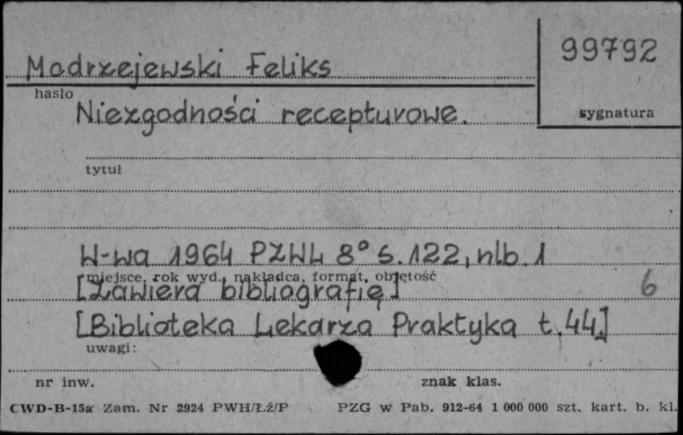 99792
Modrzejewski Feliks
hasło
sygnatura
Niezgodności recepturowe.
tytuł
W-wa 1964 PZWL 8° s. 122, nlb. 1
miejsce, rok wyd., nakładca, format, objętość
[Zawiera bibliografię]
6
[Biblioteka Lekarza Praktyka t. 44]
uwagi:
nr inw.
znak klas.
CWD-B-15a Zam. Nr 2924 PWH/Ł.ż/P PZG w Pab. 912-64 1 000 000 szt. kart. b. kl.